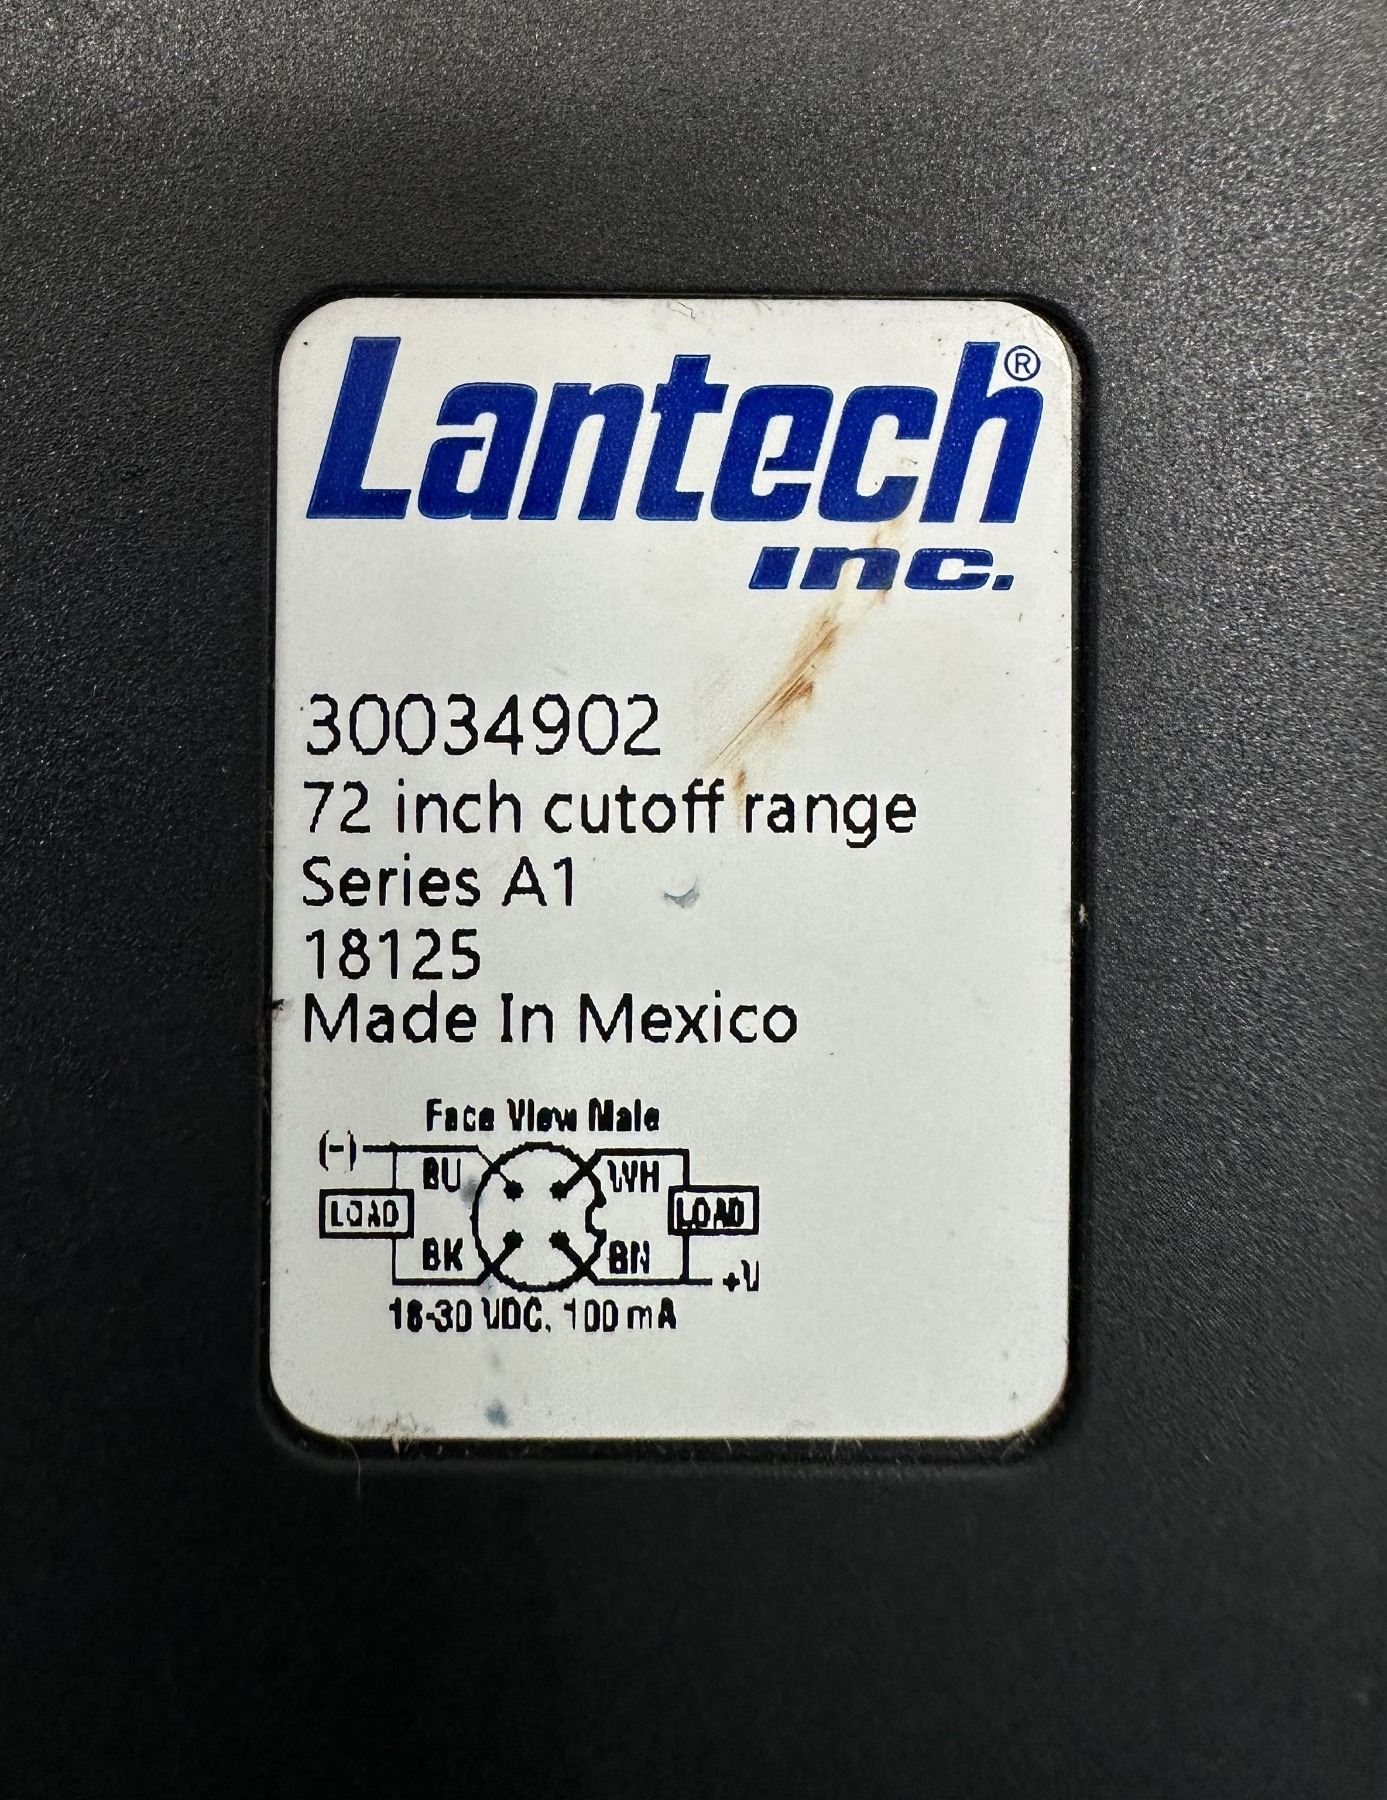 Lantech®
inc.
30034902
72 inch cutoff range
Series A1
18125
Made In Mexico
Face View Male
(-)
BU WH
LOAD LOAD
BK BN
+V
18-30 VDC, 100 mA